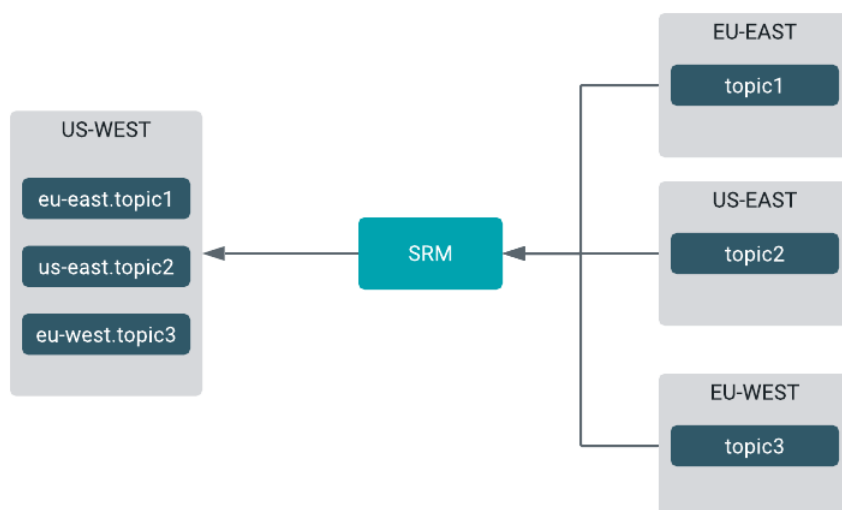 US-WEST
eu-east.topic1
us-east.topic2
eu-west.topic3
SRM
EU-EAST
topic1
US-EAST
topic2
EU-WEST
topic3